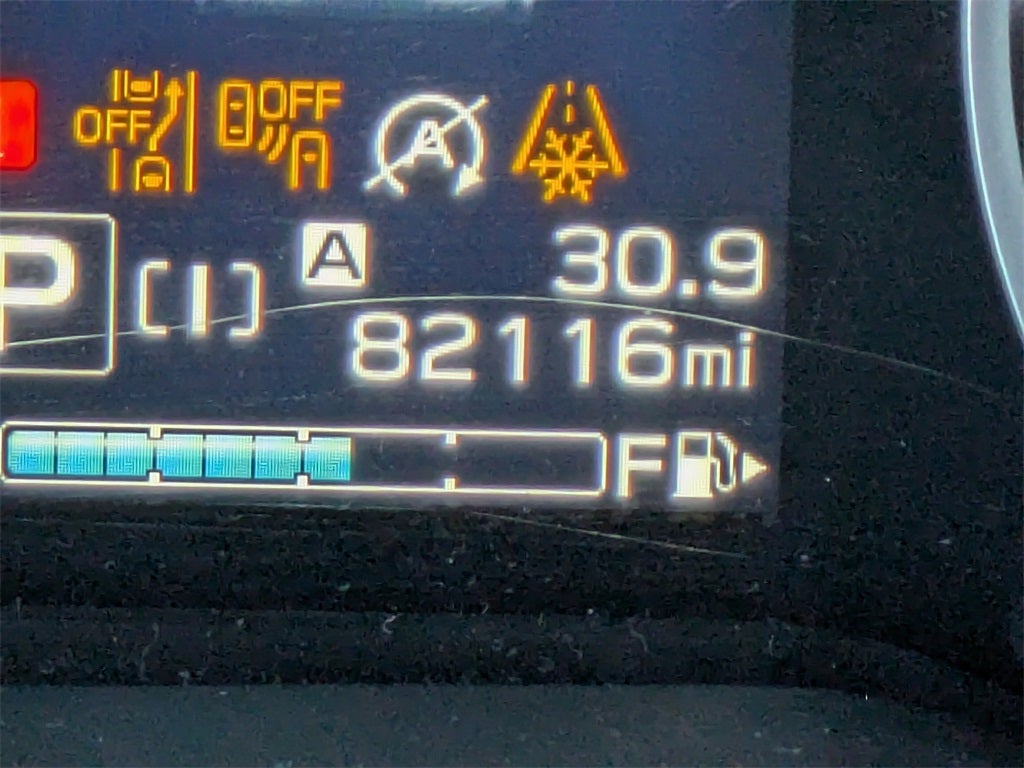 OFF OFF A
P [I] A 30.9
82116mi
F